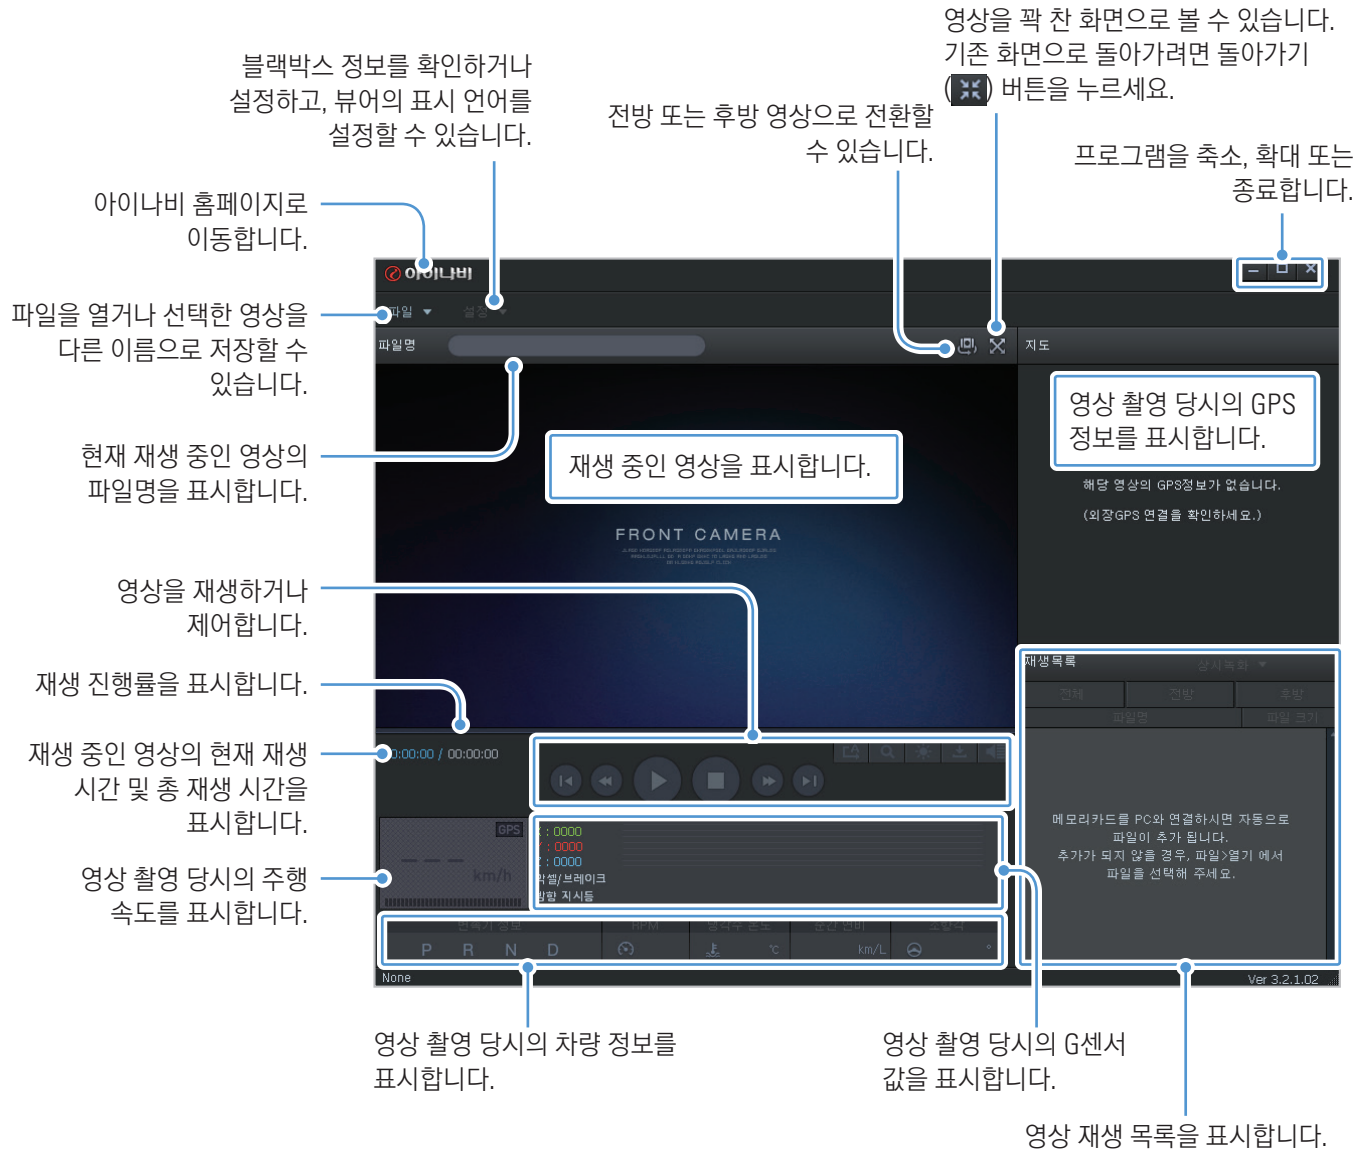 영상을 꽉 찬 화면으로 볼 수 있습니다.
기존 화면으로 돌아가려면 돌아가기
( ) 버튼을 누르세요.
블랙박스 정보를 확인하거나
설정하고, 뷰어의 표시 언어를
설정할 수 있습니다.
전방 또는 후방 영상으로 전환할
수 있습니다.
프로그램을 축소, 확대 또는
종료합니다.
아이나비 홈페이지로
이동합니다.
아이나비
파일을 열거나 선택한 영상을
다른 이름으로 저장할 수
있습니다.
파일
설정
파일명
지도
영상 촬영 당시의 GPS
정보를 표시합니다.
현재 재생 중인 영상의
파일명을 표시합니다.
재생 중인 영상을 표시합니다.
해당 영상의 GPS정보가 없습니다.
(외장GPS 연결을 확인하세요.)
FRONT CAMERA
영상을 재생하거나
제어합니다.
재생 진행률을 표시합니다.
재생목록
상시녹화
전체
전방
후방
파일명
파일 크기
재생 중인 영상의 현재 재생
시간 및 총 재생 시간을
표시합니다.
0:00:00 / 00:00:00
메모리카드를 PC와 연결하시면 자동으로
파일이 추가 됩니다.
추가가 되지 않을 경우, 파일>열기 에서
파일을 선택해 주세요.
영상 촬영 당시의 주행
속도를 표시합니다.
GPS
km/h
: 0000
: 0000
: 0000
악셀/브레이크
방향 지시등
변속기 정보
RPM
냉각수 온도
순간 연비
조향각
P R N D
℃
km/L
°
None
Ver 3.2.1.02
영상 촬영 당시의 차량 정보를
표시합니다.
영상 촬영 당시의 G센서
값을 표시합니다.
영상 재생 목록을 표시합니다.